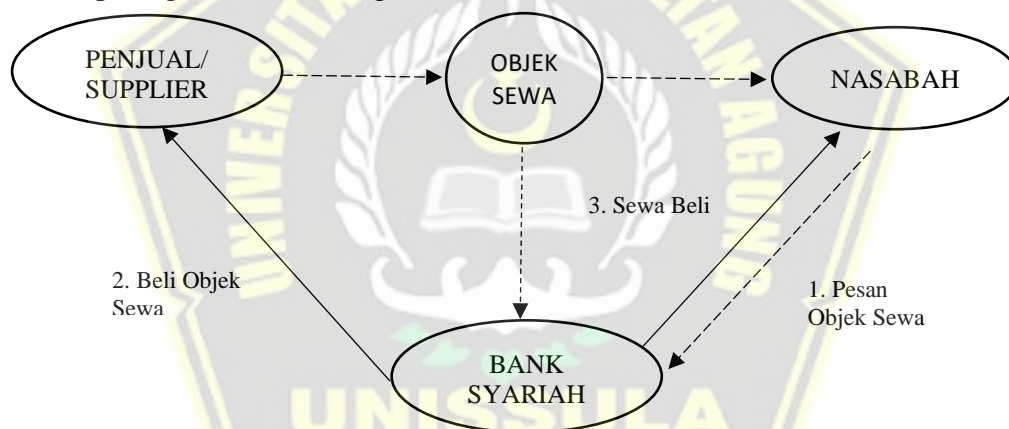 PENJUAL/
SUPPLIER
OBJEK
SEWA
NASABAH
3. Sewa Beli
2. Beli Objek
Sewa
1. Pesan
Objek Sewa
BANK
SYARIAH
UNISSULA